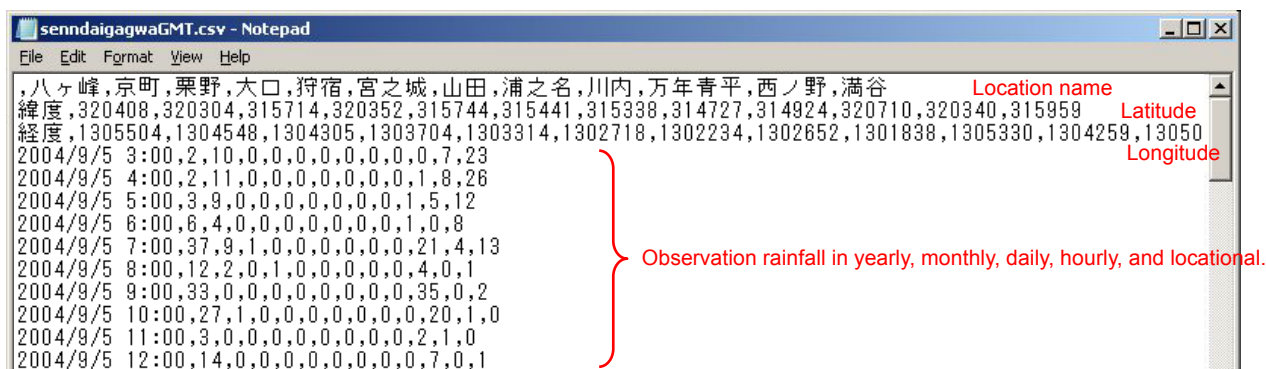 senndaigagwaGMT.csv - Notepad
File Edit Format View Help
,八ヶ峰,京町,栗野,大口,狩宿,宮之城,山田,浦之名,川内,万年青平,西ノ野,満谷
Location name
緯度,320408,320304,315714,320352,315744,315441,315338,314727,314924,320710,320340,315959
Latitude
経度,1305504,1304548,1304305,1303704,1303314,1302718,1302234,1302652,1301838,1305330,1304259,13050
Longitude
2004/9/5 3:00,2,10,0,0,0,0,0,0,0,0,7,23
2004/9/5 4:00,2,11,0,0,0,0,0,0,0,1,8,26
2004/9/5 5:00,3,9,0,0,0,0,0,0,0,1,5,12
2004/9/5 6:00,6,4,0,0,0,0,0,0,0,1,0,8
2004/9/5 7:00,37,9,1,0,0,0,0,0,0,21,4,13
2004/9/5 8:00,12,2,0,1,0,0,0,0,0,4,0,1
2004/9/5 9:00,33,0,0,0,0,0,0,0,0,35,0,2
2004/9/5 10:00,27,1,0,0,0,0,0,0,0,20,1,0
2004/9/5 11:00,3,0,0,0,0,0,0,0,0,2,1,0
2004/9/5 12:00,14,0,0,0,0,0,0,0,0,7,0,1
Observation rainfall in yearly, monthly, daily, hourly, and locational.